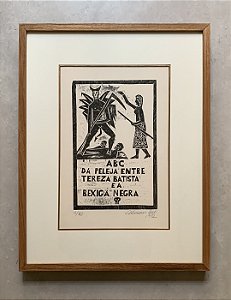 ABC
DA PELEJA ENTRE
TEREZA BATISTA
E A
BEXIGA NEGRA